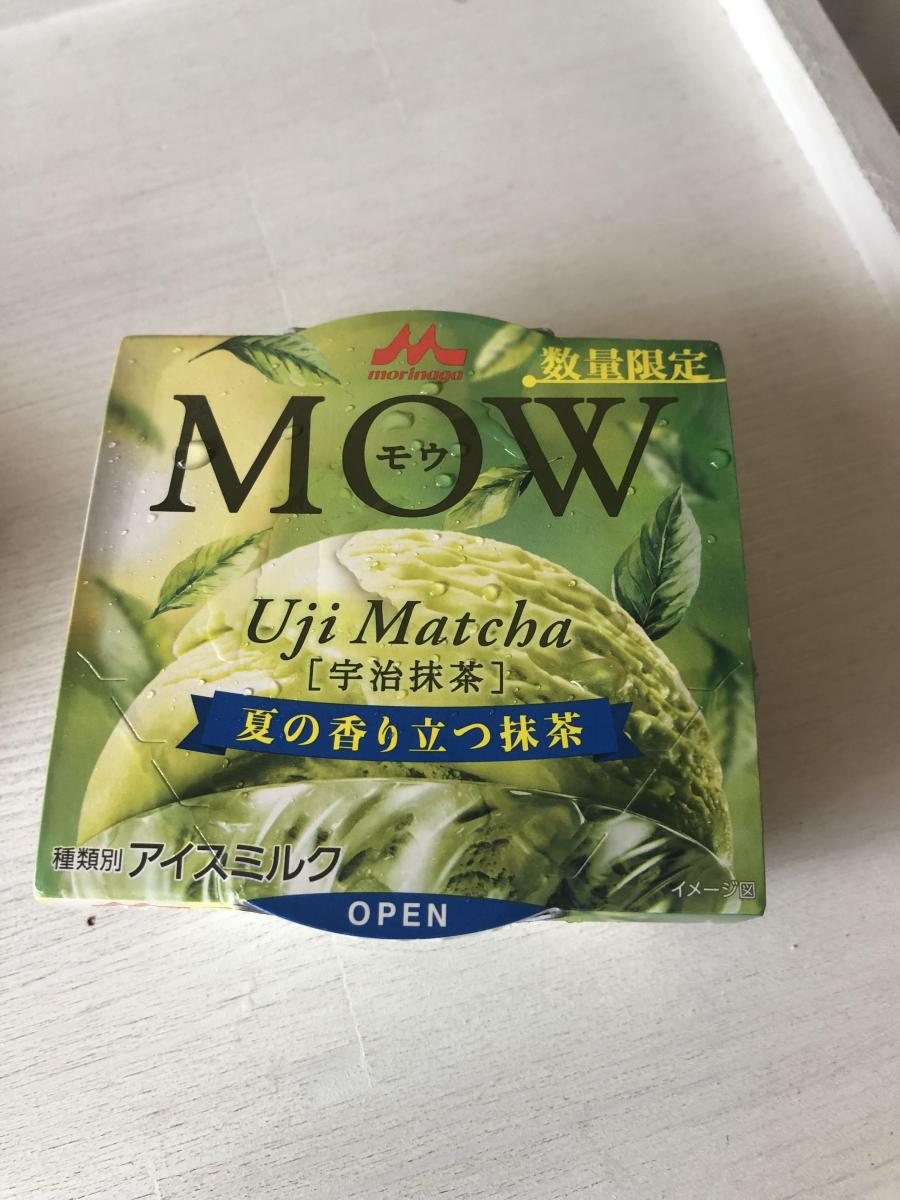 morinaga
数量限定
MOW
モウ
Uji Matcha
[宇治抹茶]
夏の香り立つ抹茶
種類別 アイスミルク
イメージ図
OPEN